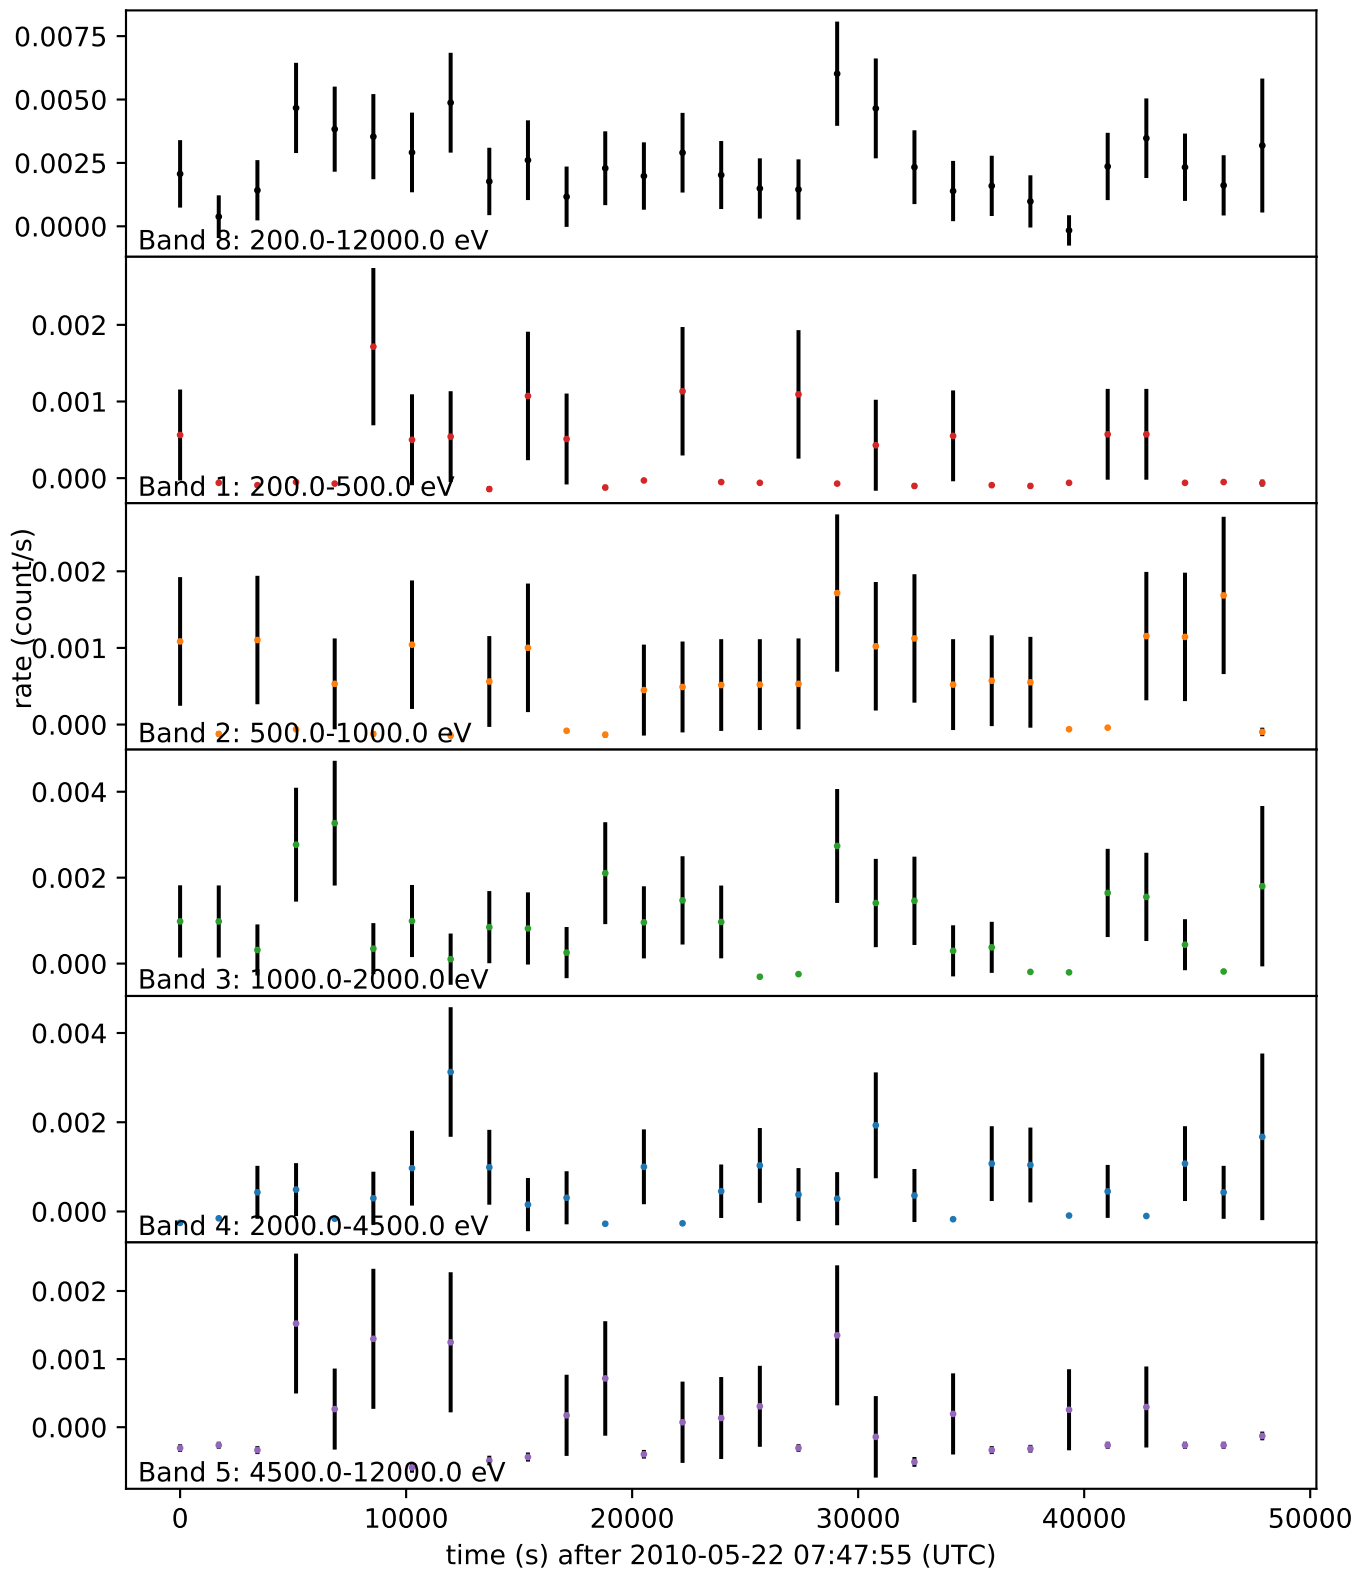 0.0075
0.0050
0.0025
0.0000
Band 8: 200.0-12000.0 eV
0.002
0.001
0.000
Band 1: 200.0-500.0 eV
rate (count/s)
0.002
0.001
0.000
Band 2: 500.0-1000.0 eV
0.004
0.002
0.000
Band 3: 1000.0-2000.0 eV
0.004
0.002
0.000
Band 4: 2000.0-4500.0 eV
0.002
0.001
0.000
Band 5: 4500.0-12000.0 eV
0 10000 20000 30000 40000 50000
time (s) after 2010-05-22 07:47:55 (UTC)